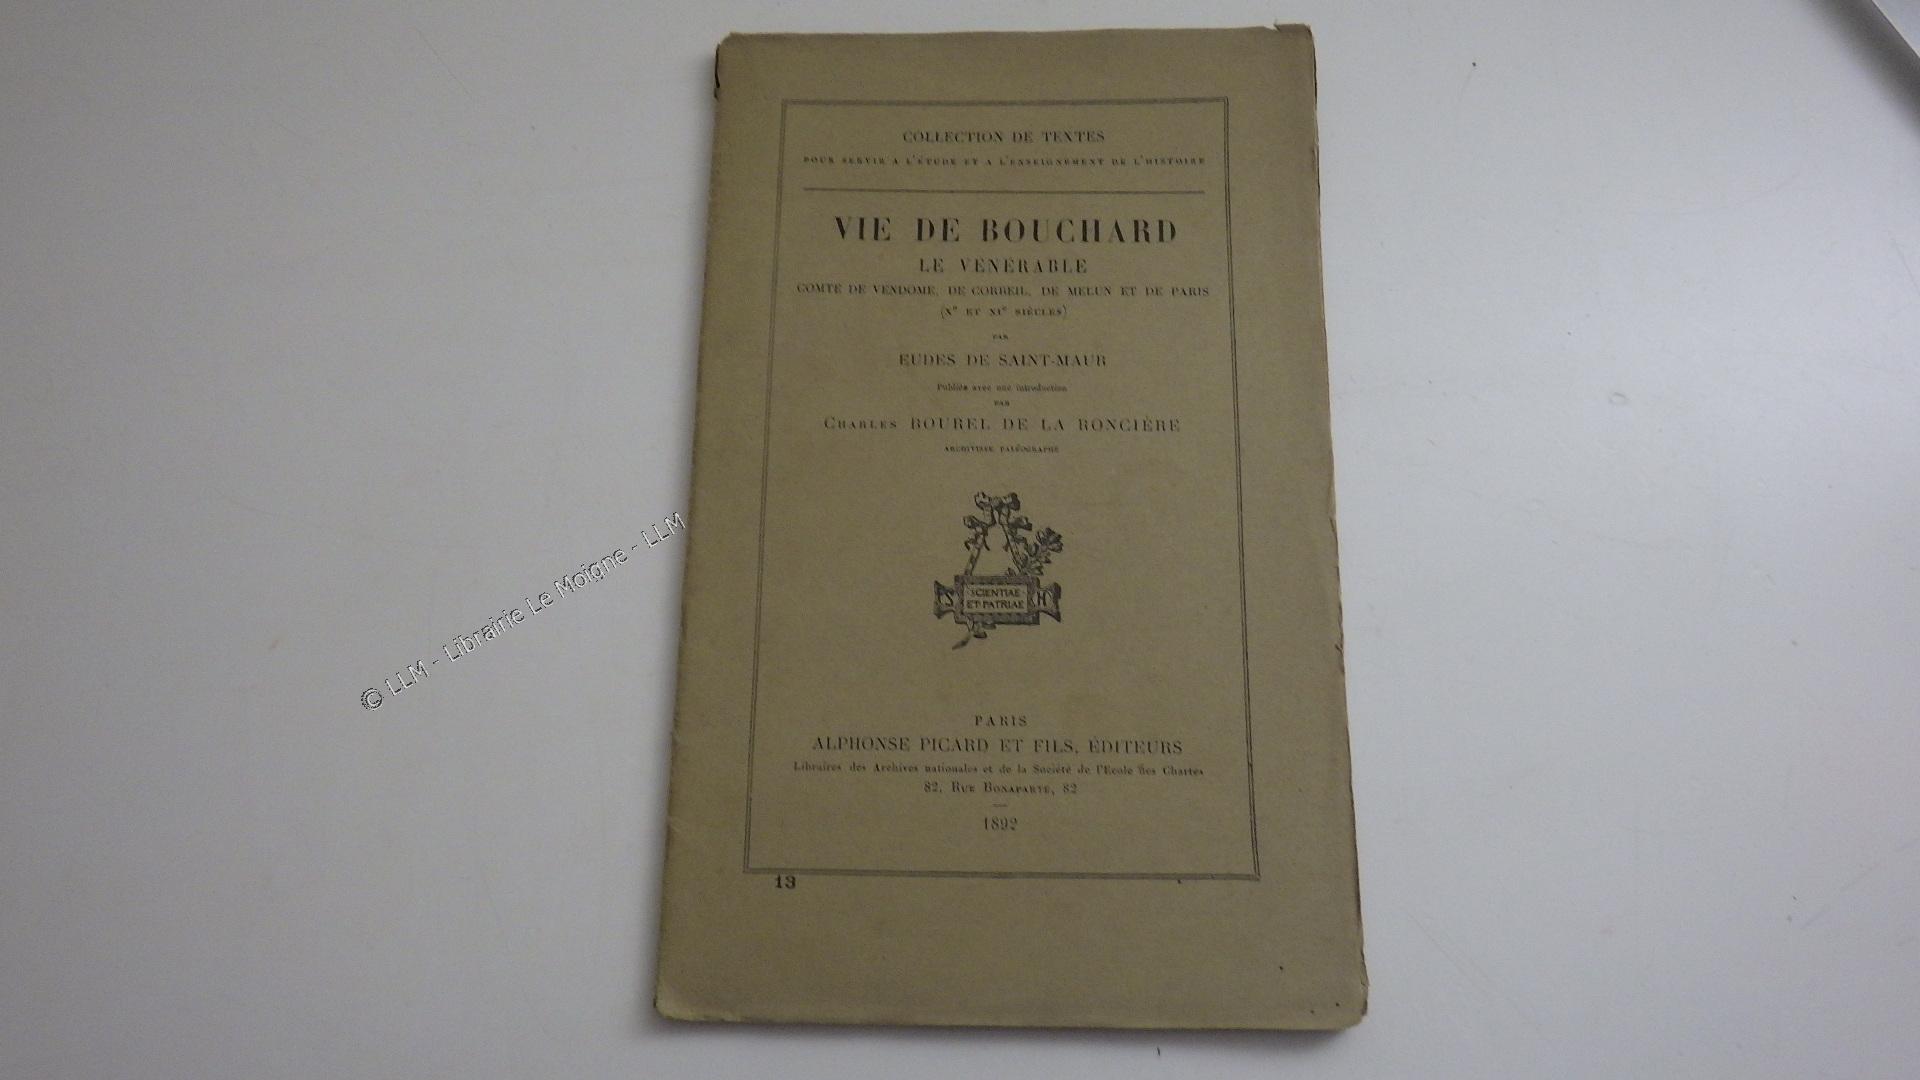 COLLECTION DE TEXTES
POUR SERVIR A L'ÉTUDE ET A L'ENSEIGNEMENT DE L'HISTOIRE
VIE DE BOUCHARD
LE VÉNÉRABLE
COMTE DE VENDOME, DE CORBEIL, DE MELUN ET DE PARIS
(Xe ET XIe SIÈCLES)
PAR
EUDES DE SAINT-MAUR
Publiée avec une introduction
PAR
CHARLES BOUREL DE LA RONCIÈRE
ARCHIVISTE PALÉOGRAPHE
S SCIENTIAE H
ET PATRIAE
PARIS
ALPHONSE PICARD ET FILS, ÉDITEURS
Libraires des Archives nationales et de la Société de l'Ecole des Chartes
82, RUE BONAPARTE, 82
1892
13
© LLM - Librairie Le Moigne - LLM